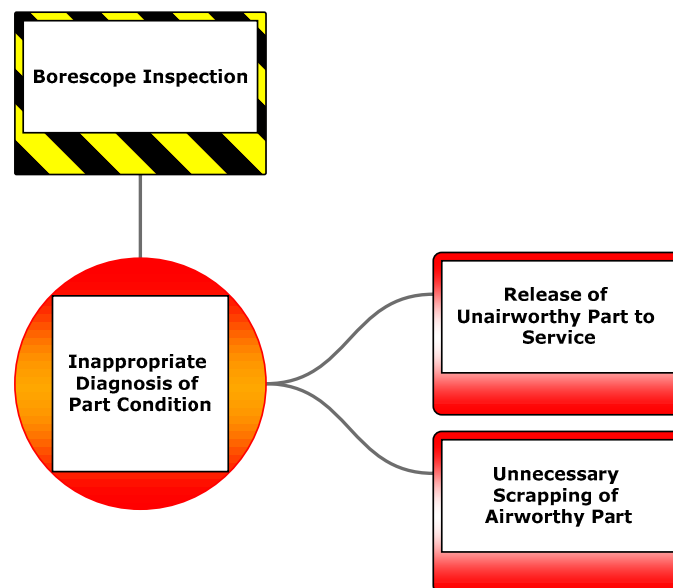 Borescope Inspection
Inappropriate
Diagnosis of
Part Condition
Release of
Unairworthy Part to
Service
Unnecessary
Scrapping of
Airworthy Part